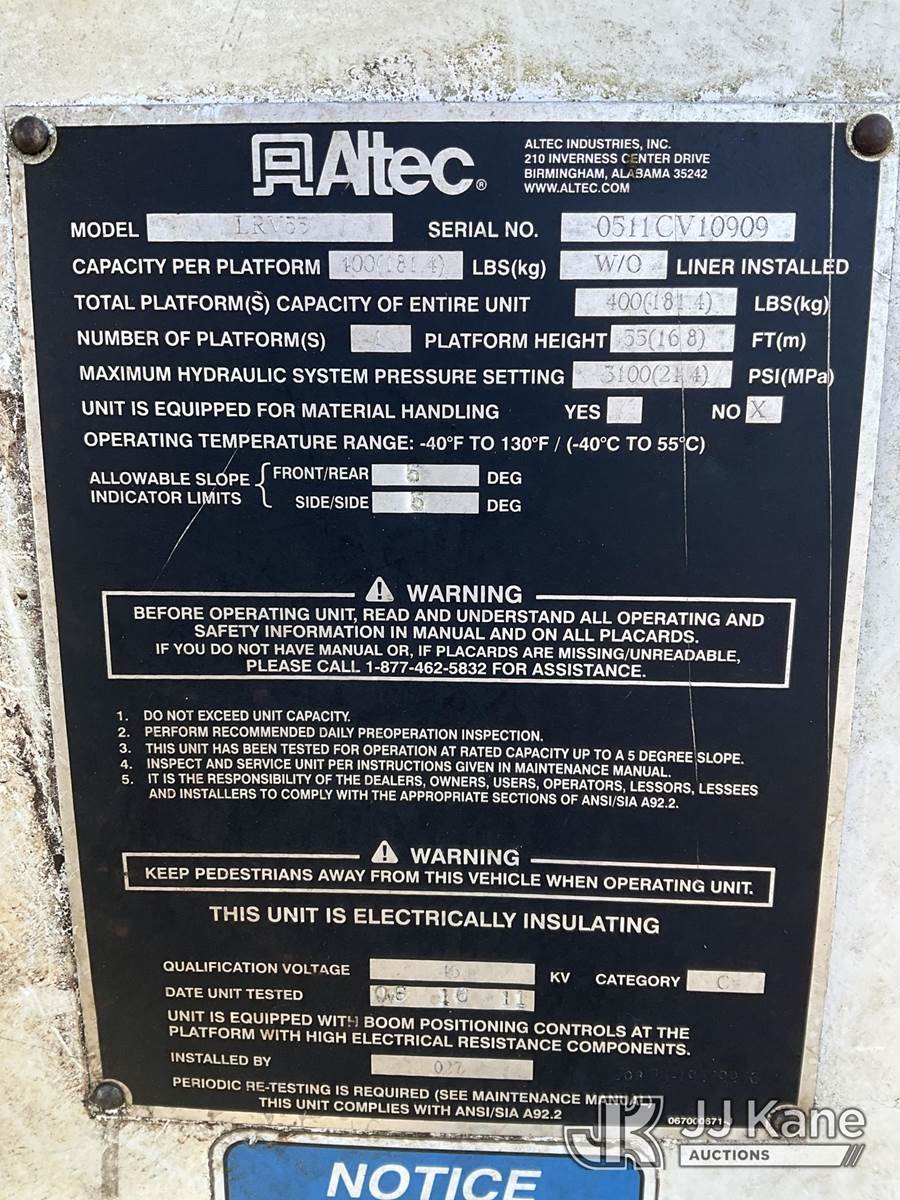 Altec®
ALTEC INDUSTRIES, INC.
210 INVERNESS CENTER DRIVE
BIRMINGHAM, ALABAMA 35242
WWW.ALTEC.COM
MODEL LRV55 SERIAL NO. 0511CV10909
CAPACITY PER PLATFORM 400(181.4) LBS(kg) W/O LINER INSTALLED
TOTAL PLATFORM(S) CAPACITY OF ENTIRE UNIT 400(181.4) LBS(kg)
NUMBER OF PLATFORM(S) PLATFORM HEIGHT 55(16.8) FT(m)
MAXIMUM HYDRAULIC SYSTEM PRESSURE SETTING 3100(21.4) PSI(MPa)
UNIT IS EQUIPPED FOR MATERIAL HANDLING YES NO X
OPERATING TEMPERATURE RANGE: -40°F TO 130°F / (-40°C TO 55°C)
ALLOWABLE SLOPE { FRONT/REAR 5 DEG
INDICATOR LIMITS SIDE/SIDE 5 DEG
WARNING
BEFORE OPERATING UNIT, READ AND UNDERSTAND ALL OPERATING AND
SAFETY INFORMATION IN MANUAL AND ON ALL PLACARDS.
IF YOU DO NOT HAVE MANUAL OR, IF PLACARDS ARE MISSING/UNREADABLE,
PLEASE CALL 1-877-462-5832 FOR ASSISTANCE.
1. DO NOT EXCEED UNIT CAPACITY.
2. PERFORM RECOMMENDED DAILY PREOPERATION INSPECTION.
3. THIS UNIT HAS BEEN TESTED FOR OPERATION AT RATED CAPACITY UP TO A 5 DEGREE SLOPE.
4. INSPECT AND SERVICE UNIT PER INSTRUCTIONS GIVEN IN MAINTENANCE MANUAL.
5. IT IS THE RESPONSIBILITY OF THE DEALERS, OWNERS, USERS, OPERATORS, LESSORS, LESSEES
AND INSTALLERS TO COMPLY WITH THE APPROPRIATE SECTIONS OF ANSI/SIA A92.2.
WARNING
KEEP PEDESTRIANS AWAY FROM THIS VEHICLE WHEN OPERATING UNIT.
THIS UNIT IS ELECTRICALLY INSULATING
QUALIFICATION VOLTAGE KV CATEGORY C
DATE UNIT TESTED 08 16 11
UNIT IS EQUIPPED WITH BOOM POSITIONING CONTROLS AT THE
PLATFORM WITH HIGH ELECTRICAL RESISTANCE COMPONENTS.
INSTALLED BY 027
PERIODIC RE-TESTING IS REQUIRED (SEE MAINTENANCE MANUAL)
THIS UNIT COMPLIES WITH ANSI/SIA A92.2
JJ Kane
AUCTIONS
NOTICE